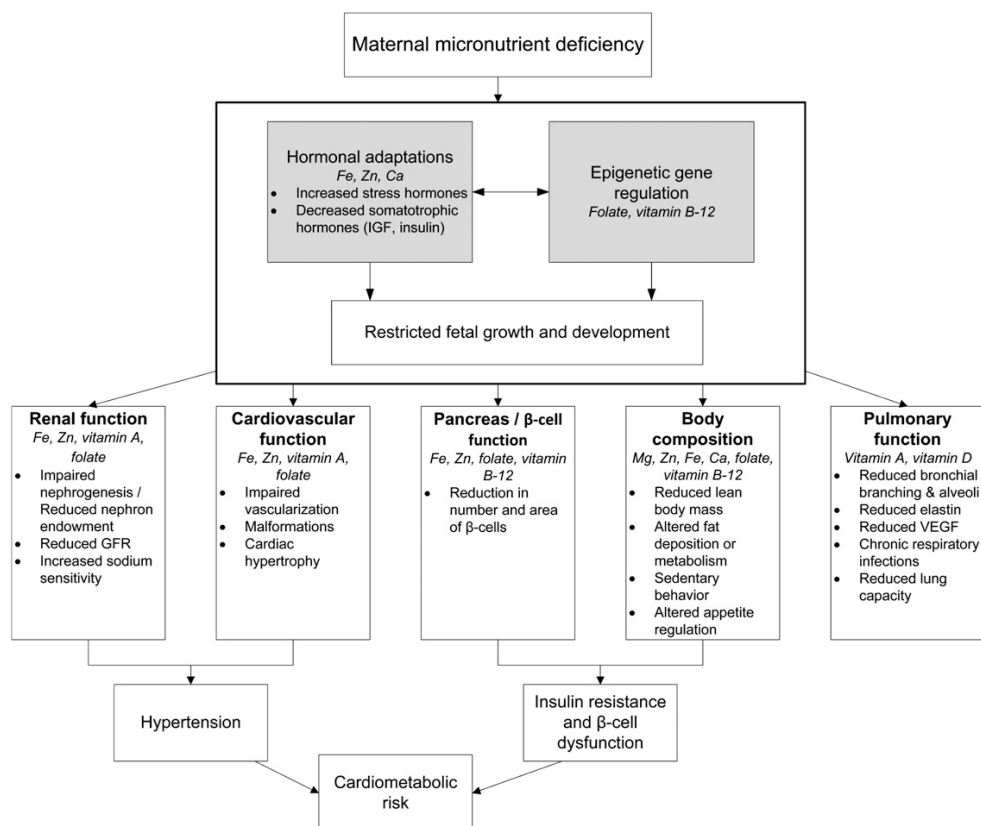 Maternal micronutrient deficiency
Hormonal adaptations
Fe, Zn, Ca
• Increased stress hormones
• Decreased somatotrophic
hormones (IGF, insulin)
Epigenetic gene
regulation
Folate, vitamin B-12
Restricted fetal growth and development
Renal function
Fe, Zn, vitamin A,
folate
• Impaired
nephrogenesis /
Reduced nephron
endowment
• Reduced GFR
• Increased sodium
sensitivity
Cardiovascular
function
Fe, Zn, vitamin A,
folate
• Impaired
vascularization
• Malformations
• Cardiac
hypertrophy
Pancreas / β-cell
function
Fe, Zn, folate, vitamin
B-12
• Reduction in
number and area
of β-cells
Body
composition
Mg, Zn, Fe, Ca, folate,
vitamin B-12
• Reduced lean
body mass
• Altered fat
deposition or
metabolism
• Sedentary
behavior
• Altered appetite
regulation
Pulmonary
function
Vitamin A, vitamin D
• Reduced bronchial
branching & alveoli
• Reduced elastin
• Reduced VEGF
• Chronic respiratory
infections
• Reduced lung
capacity
Hypertension
Insulin resistance
and β-cell
dysfunction
Cardiometabolic
risk